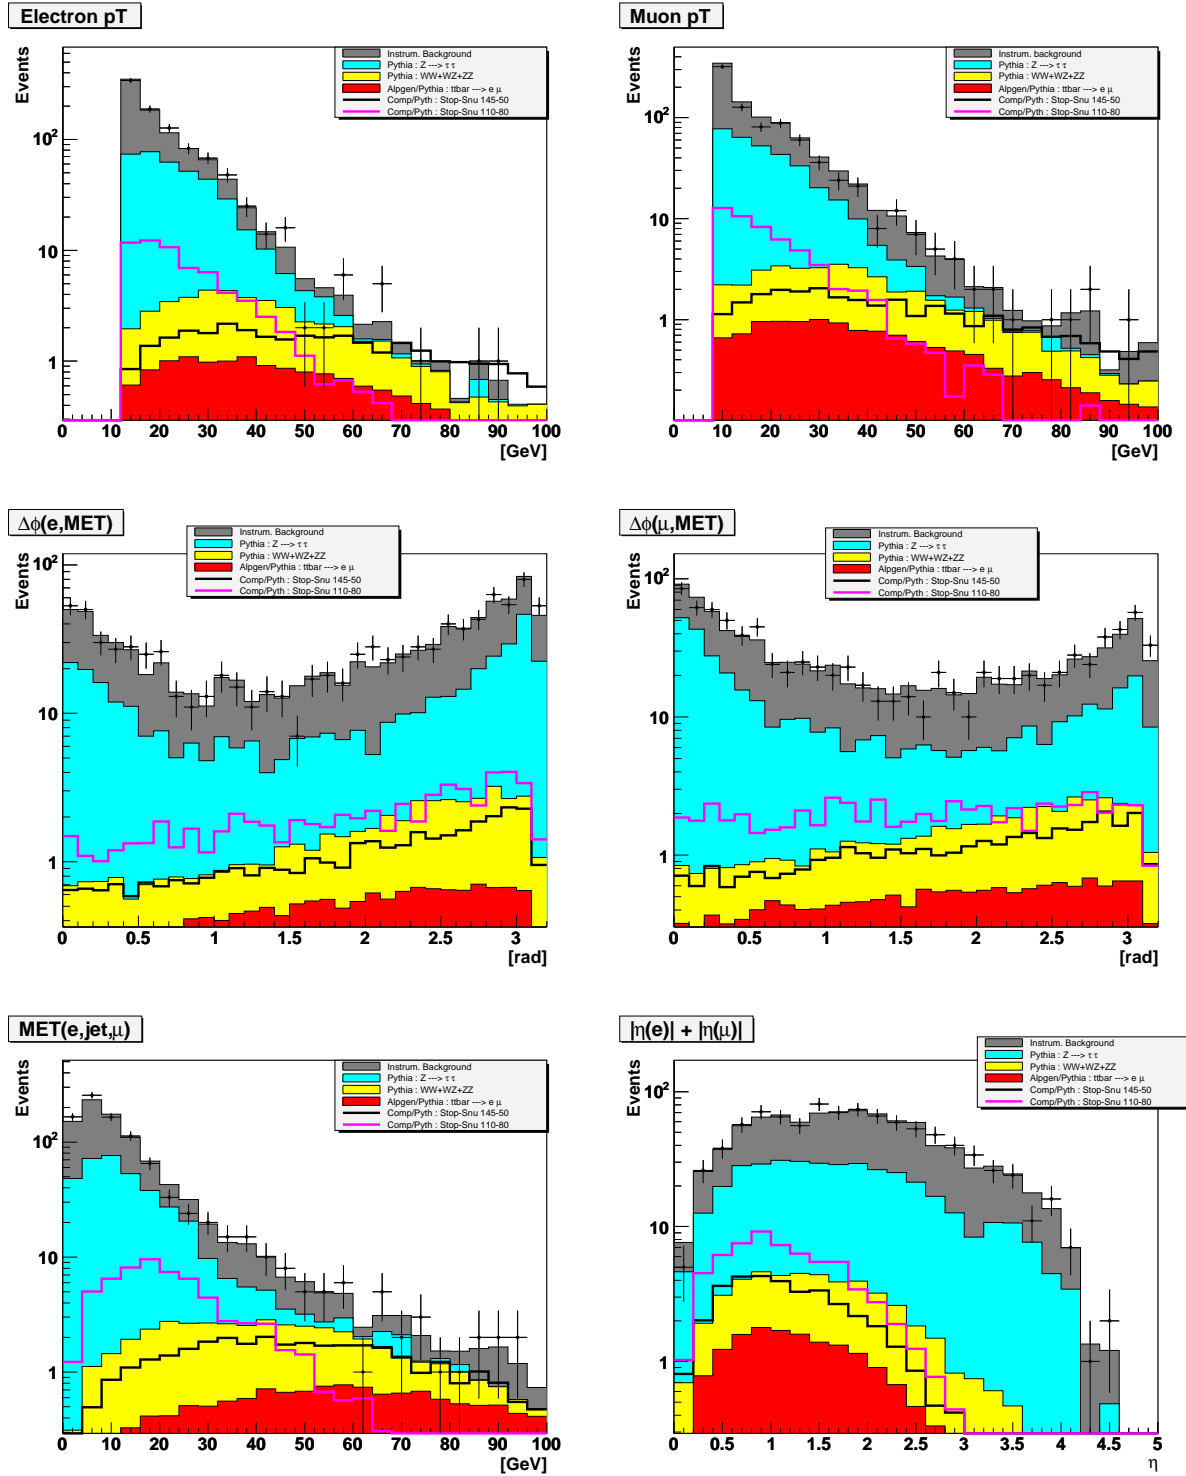 Electron pT
Events
Instrum. Background
Pythia : Z ---> τ τ
Pythia : WW+WZ+ZZ
Alpgen/Pythia : ttbar ---> e μ
Comp/Pyth : Stop-Snu 145-50
Comp/Pyth : Stop-Snu 110-80
10²
10
1
0 10 20 30 40 50 60 70 80 90 100
[GeV]
Muon pT
Events
Instrum. background
Pythia : Z ---> τ τ
Pythia : WW+WZ+ZZ
Alpgen/Pythia : ttbar ---> e μ
Comp/Pyth : Stop-Snu 145-50
Comp/Pyth : Stop-Snu 110-80
10²
10
1
0 10 20 30 40 50 60 70 80 90 100
[GeV]
Δϕ(e,MET)
Events
Instrum. Background
Pythia : Z ---> τ τ
Pythia : WW+WZ+ZZ
Alpgen/Pythia : ttbar ---> e μ
Comp/Pyth : Stop-Snu 145-50
Comp/Pyth : Stop-Snu 110-80
10²
10
1
0 0.5 1 1.5 2 2.5 3
[rad]
Δϕ(μ,MET)
Events
Instrum. Background
Pythia : Z ---> τ τ
Pythia : WW+WZ+ZZ
Alpgen/Pythia : ttbar ---> e μ
Comp/Pyth : Stop-Snu 145-50
Comp/Pyth : Stop-Snu 110-80
10²
10
1
0 0.5 1 1.5 2 2.5 3
[rad]
MET(e,jet,μ)
Events
Instrum. Background
Pythia : Z ---> τ τ
Pythia : WW+WZ+ZZ
Alpgen/Pythia : ttbar ---> e μ
Comp/Pyth : Stop-Snu 145-50
Comp/Pyth : Stop-Snu 110-80
10²
10
1
0 10 20 30 40 50 60 70 80 90 100
[GeV]
|η(e)| + |η(μ)|
Events
Instrum. Background
Pythia : Z ---> τ τ
Pythia : WW+WZ+ZZ
Alpgen/Pythia : ttbar ---> e μ
Comp/Pyth : Stop-Snu 145-50
Comp/Pyth : Stop-Snu 110-80
10²
10
1
0 0.5 1 1.5 2 2.5 3 3.5 4 4.5 5
η